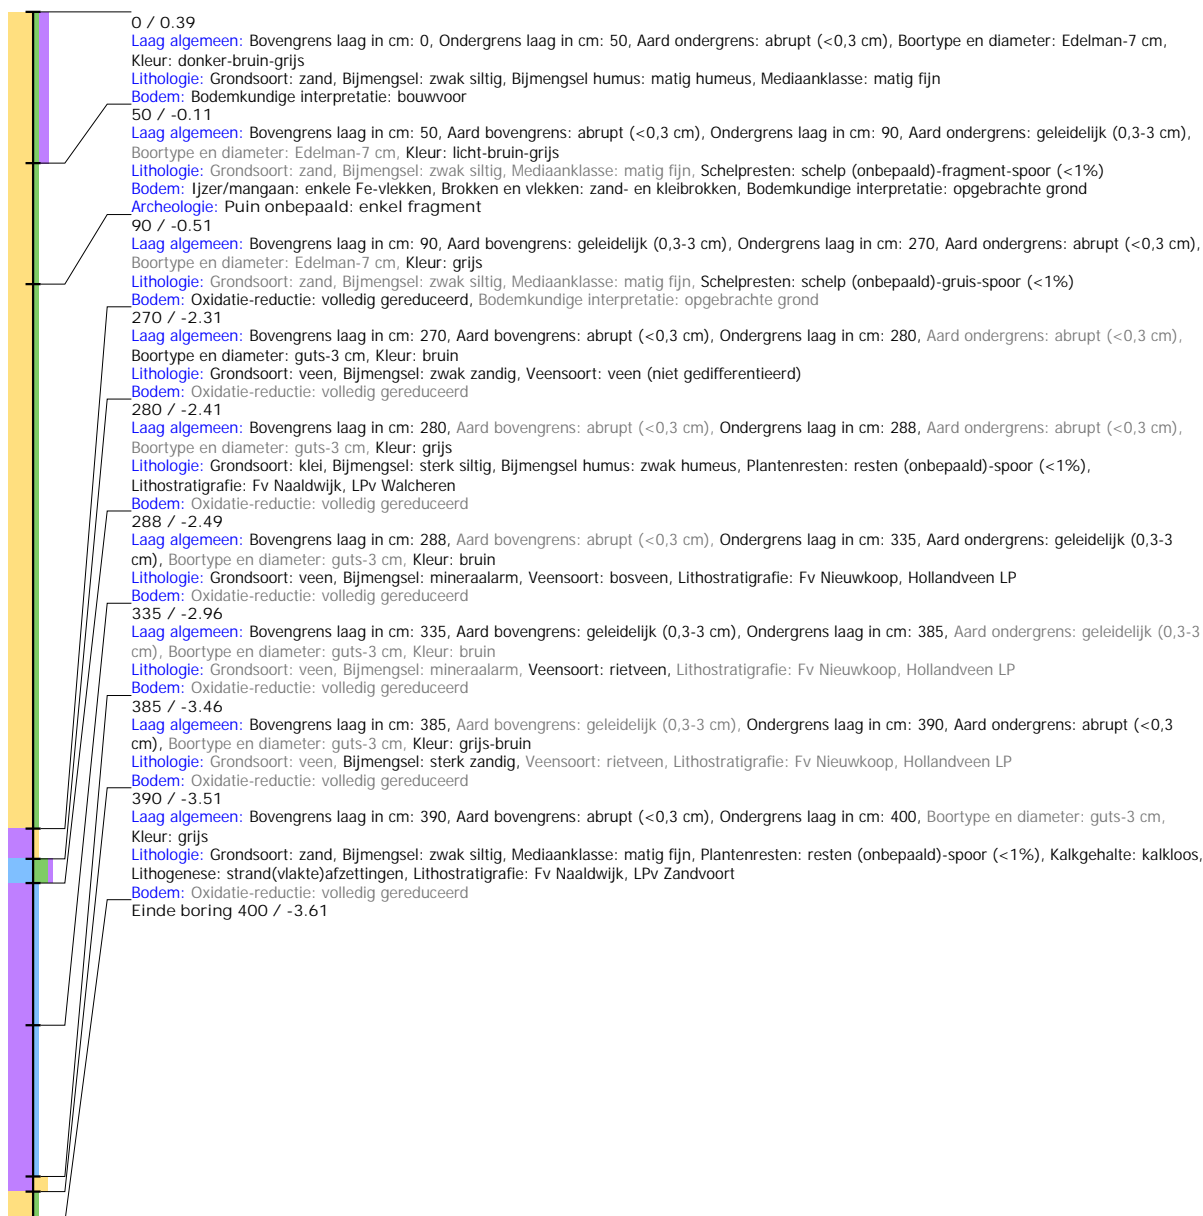 0 / 0.39
Laag algemeen: Bovengrens laag in cm: 0, Ondergrens laag in cm: 50, Aard ondergrens: abrupt (<0,3 cm), Boortype en diameter: Edelman-7 cm,
Kleur: donker-bruin-grijs
Lithologie: Grondsoort: zand, Bijmengsel: zwak siltig, Bijmengsel humus: matig humeus, Mediaanklasse: matig fijn
Bodem: Bodemkundige interpretatie: bouwvoor
50 / -0.11
Laag algemeen: Bovengrens laag in cm: 50, Aard bovengrens: abrupt (<0,3 cm), Ondergrens laag in cm: 90, Aard ondergrens: geleidelijk (0,3-3 cm),
Boortype en diameter: Edelman-7 cm, Kleur: licht-bruin-grijs
Lithologie: Grondsoort: zand, Bijmengsel: zwak siltig, Mediaanklasse: matig fijn, Schelpresten: schelp (onbepaald)-fragment-spoor (<1%)
Bodem: Ijzer/mangaan: enkele Fe-vlekken, Brokken en vlekken: zand- en kleibrokken, Bodemkundige interpretatie: opgebrachte grond
Archeologie: Puin onbepaald: enkel fragment
90 / -0.51
Laag algemeen: Bovengrens laag in cm: 90, Aard bovengrens: geleidelijk (0,3-3 cm), Ondergrens laag in cm: 270, Aard ondergrens: abrupt (<0,3 cm),
Boortype en diameter: Edelman-7 cm, Kleur: grijs
Lithologie: Grondsoort: zand, Bijmengsel: zwak siltig, Mediaanklasse: matig fijn, Schelpresten: schelp (onbepaald)-gruis-spoor (<1%)
Bodem: Oxidatie-reductie: volledig gereduceerd, Bodemkundige interpretatie: opgebrachte grond
270 / -2.31
Laag algemeen: Bovengrens laag in cm: 270, Aard bovengrens: abrupt (<0,3 cm), Ondergrens laag in cm: 280, Aard ondergrens: abrupt (<0,3 cm),
Boortype en diameter: guts-3 cm, Kleur: bruin
Lithologie: Grondsoort: veen, Bijmengsel: zwak zandig, Veensoort: veen (niet gedifferentieerd)
Bodem: Oxidatie-reductie: volledig gereduceerd
280 / -2.41
Laag algemeen: Bovengrens laag in cm: 280, Aard bovengrens: abrupt (<0,3 cm), Ondergrens laag in cm: 288, Aard ondergrens: abrupt (<0,3 cm),
Boortype en diameter: guts-3 cm, Kleur: grijs
Lithologie: Grondsoort: klei, Bijmengsel: sterk siltig, Bijmengsel humus: zwak humeus, Plantenresten: resten (onbepaald)-spoor (<1%),
Lithostratigrafie: Fv Naaldwijk, LPv Walcheren
Bodem: Oxidatie-reductie: volledig gereduceerd
288 / -2.49
Laag algemeen: Bovengrens laag in cm: 288, Aard bovengrens: abrupt (<0,3 cm), Ondergrens laag in cm: 335, Aard ondergrens: geleidelijk (0,3-3
cm), Boortype en diameter: guts-3 cm, Kleur: bruin
Lithologie: Grondsoort: veen, Bijmengsel: mineraalarm, Veensoort: bosveen, Lithostratigrafie: Fv Nieuwkoop, Hollandveen LP
Bodem: Oxidatie-reductie: volledig gereduceerd
335 / -2.96
Laag algemeen: Bovengrens laag in cm: 335, Aard bovengrens: geleidelijk (0,3-3 cm), Ondergrens laag in cm: 385, Aard ondergrens: geleidelijk (0,3-3
cm), Boortype en diameter: guts-3 cm, Kleur: bruin
Lithologie: Grondsoort: veen, Bijmengsel: mineraalarm, Veensoort: rietveen, Lithostratigrafie: Fv Nieuwkoop, Hollandveen LP
Bodem: Oxidatie-reductie: volledig gereduceerd
385 / -3.46
Laag algemeen: Bovengrens laag in cm: 385, Aard bovengrens: geleidelijk (0,3-3 cm), Ondergrens laag in cm: 390, Aard ondergrens: abrupt (<0,3
cm), Boortype en diameter: guts-3 cm, Kleur: grijs-bruin
Lithologie: Grondsoort: veen, Bijmengsel: sterk zandig, Veensoort: rietveen, Lithostratigrafie: Fv Nieuwkoop, Hollandveen LP
Bodem: Oxidatie-reductie: volledig gereduceerd
390 / -3.51
Laag algemeen: Bovengrens laag in cm: 390, Aard bovengrens: abrupt (<0,3 cm), Ondergrens laag in cm: 400, Boortype en diameter: guts-3 cm,
Kleur: grijs
Lithologie: Grondsoort: zand, Bijmengsel: zwak siltig, Mediaanklasse: matig fijn, Plantenresten: resten (onbepaald)-spoor (<1%), Kalkgehalte: kalkloos,
Lithogenese: strand(vlakte)afzettingen, Lithostratigrafie: Fv Naaldwijk, LPv Zandvoort
Bodem: Oxidatie-reductie: volledig gereduceerd
Einde boring 400 / -3.61